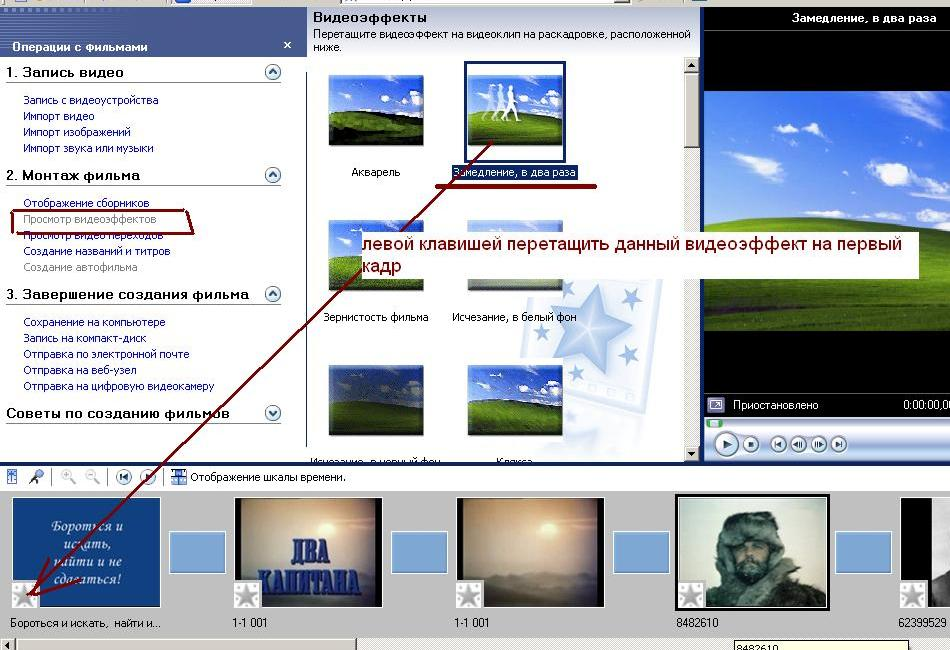 Операции с фильмами
1. Запись видео
Запись с видеоустройства
Импорт видео
Импорт изображений
Импорт звука или музыки
2. Монтаж фильма
Отображение сборников
Просмотр видеоэффектов
Просмотр видео переходов
Создание названий и титров
Создание автофильма
3. Завершение создания фильма
Сохранение на компьютере
Запись на компакт-диск
Отправка по электронной почте
Отправка на веб-узел
Отправка на цифровую видеокамеру
Советы по созданию фильмов
Видеоэффекты
Перетащите видеоэффект на видеоклип на раскадровке, расположенной
ниже.
Акварель
Замедление, в два раза
левой клавишей перетащить данный видеоэффект на первый
кадр
Зернистость фильма
Исчезание, в белый фон
Исчезание, в черный фон
Клякса
Замедление, в два раза
Приостановлено
0:00:00,0
Отображение шкалы времени.
Бороться и
искать,
найти и не
сдаваться!
ДВА
КАПИТАНА
Бороться и искать, найти и...
1-1 001
1-1 001
8482610
62399529
8482610